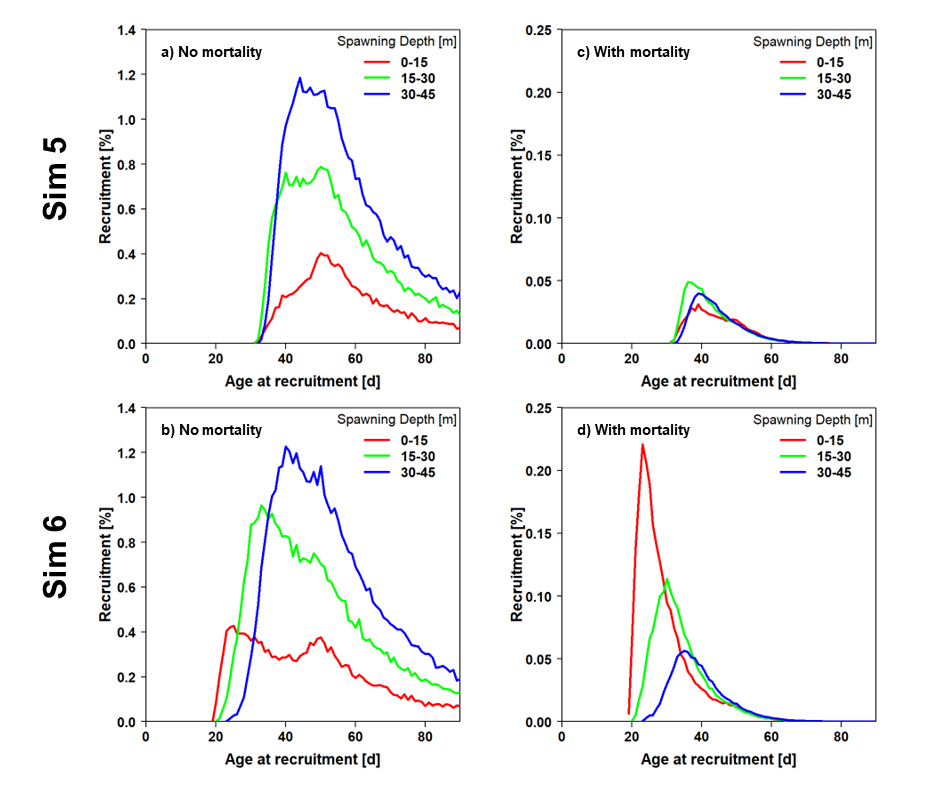 Sim 5
a) No mortality
Spawning Depth [m]
0-15
15-30
30-45
Recruitment [%]
1.4
1.2
1.0
0.8
0.6
0.4
0.2
0.0
0 20 40 60 80
Age at recruitment [d]
c) With mortality
Spawning Depth [m]
0-15
15-30
30-45
Recruitment [%]
0.25
0.20
0.15
0.10
0.05
0.00
0 20 40 60 80
Age at recruitment [d]
Sim 6
b) No mortality
Spawning Depth [m]
0-15
15-30
30-45
Recruitment [%]
1.4
1.2
1.0
0.8
0.6
0.4
0.2
0.0
0 20 40 60 80
Age at recruitment [d]
d) With mortality
Spawning Depth [m]
0-15
15-30
30-45
Recruitment [%]
0.25
0.20
0.15
0.10
0.05
0.00
0 20 40 60 80
Age at recruitment [d]